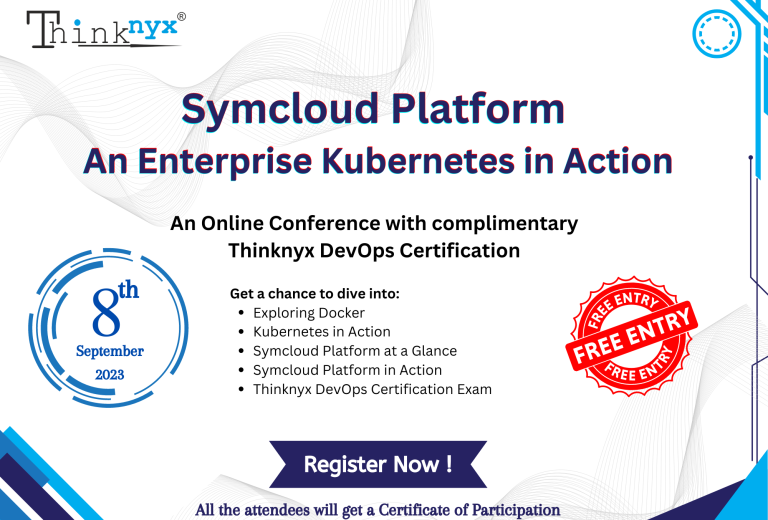 Thinknyx®
Symcloud Platform
An Enterprise Kubernetes in Action
An Online Conference with complimentary
Thinknyx DevOps Certification
8th
September
2023
Get a chance to dive into:
• Exploring Docker
• Kubernetes in Action
• Symcloud Platform at a Glance
• Symcloud Platform in Action
• Thinknyx DevOps Certification Exam
FREE ENTRY
FREE ENTRY
FREE ENTRY
Register Now !
All the attendees will get a Certificate of Participation